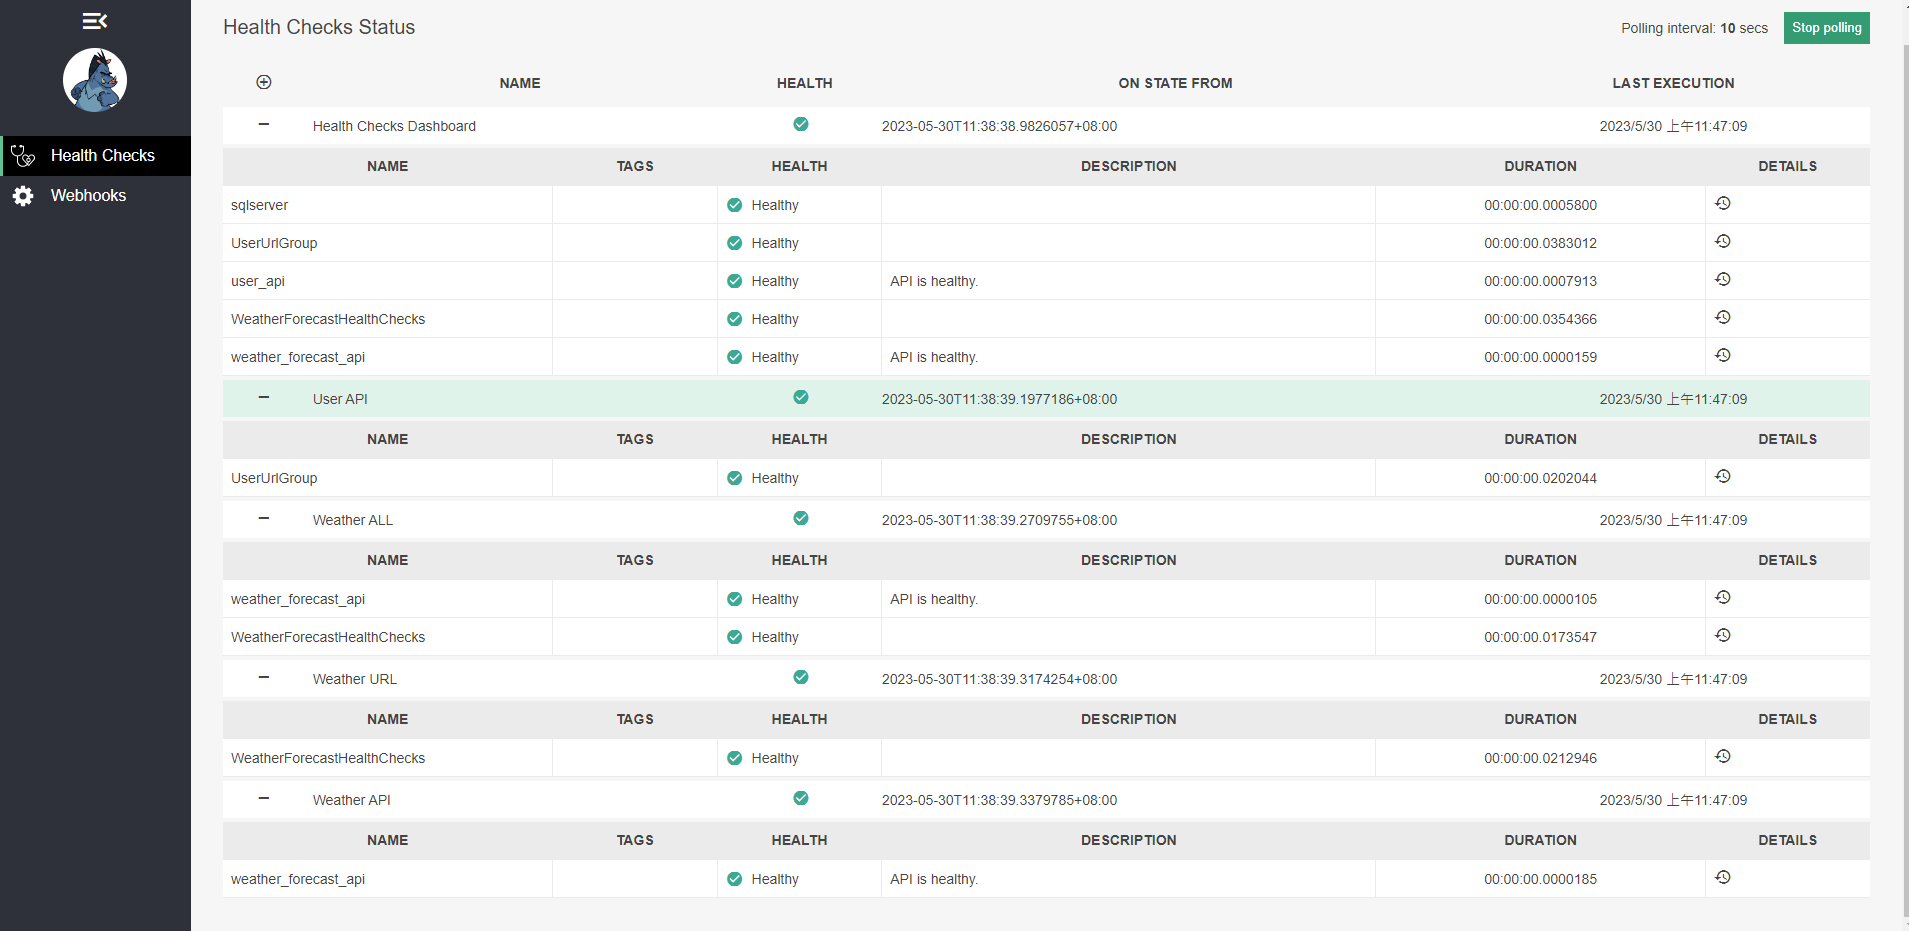 Health Checks Status
Polling interval: 10 secs Stop polling
Health Checks
Webhooks
NAME HEALTH ON STATE FROM LAST EXECUTION
Health Checks Dashboard 2023-05-30T11:38:38.9826057+08:00 2023/5/30 上午11:47:09
NAME TAGS HEALTH DESCRIPTION DURATION DETAILS
sqlserver Healthy 00:00:00.0005800
UserUrlGroup Healthy 00:00:00.0383012
user_api Healthy API is healthy. 00:00:00.0007913
WeatherForecastHealthChecks Healthy 00:00:00.0354366
weather_forecast_api Healthy API is healthy. 00:00:00.0000159
User API 2023-05-30T11:38:39.1977186+08:00 2023/5/30 上午11:47:09
NAME TAGS HEALTH DESCRIPTION DURATION DETAILS
UserUrlGroup Healthy 00:00:00.0202044
Weather ALL 2023-05-30T11:38:39.2709755+08:00 2023/5/30 上午11:47:09
NAME TAGS HEALTH DESCRIPTION DURATION DETAILS
weather_forecast_api Healthy API is healthy. 00:00:00.0000105
WeatherForecastHealthChecks Healthy 00:00:00.0173547
Weather URL 2023-05-30T11:38:39.3174254+08:00 2023/5/30 上午11:47:09
NAME TAGS HEALTH DESCRIPTION DURATION DETAILS
WeatherForecastHealthChecks Healthy 00:00:00.0212946
Weather API 2023-05-30T11:38:39.3379785+08:00 2023/5/30 上午11:47:09
NAME TAGS HEALTH DESCRIPTION DURATION DETAILS
weather_forecast_api Healthy API is healthy. 00:00:00.0000185